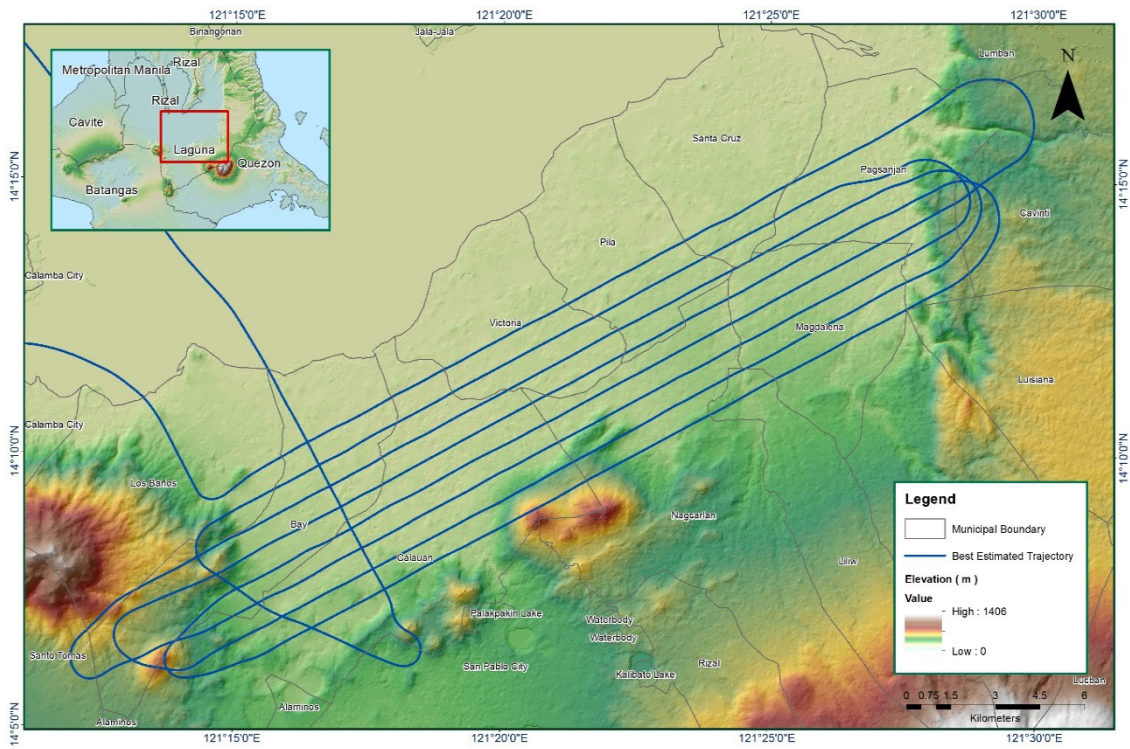 121°15'0"E
121°20'0"E
121°25'0"E
121°30'0"E
Binangonan
Jala-Jala
Lumban
N
Rizal
Metropolitan Manila
Rizal
Cavite
Laguna
Quezon
Batangas
Santa Cruz
14°15'0"N
14°15'0"N
Pagsanjan
Cavinti
Pila
Calamba City
Victoria
Magdalena
Luisiana
Calamba City
14°10'0"N
14°10'0"N
Los Baños
Bay
Nagcarlan
Calauan
Liliw
Palakpakin Lake
Waterbody
Waterbody
Santo Tomas
San Pablo City
Rizal
Kalibato Lake
Lucban
Alaminos
Alaminos
Legend
Municipal Boundary
Best Estimated Trajectory
Elevation ( m )
Value
High : 1406
Low : 0
0 0.75 1.5 3 4.5 6
Kilometers
14°5'0"N
14°5'0"N
121°15'0"E
121°20'0"E
121°25'0"E
121°30'0"E